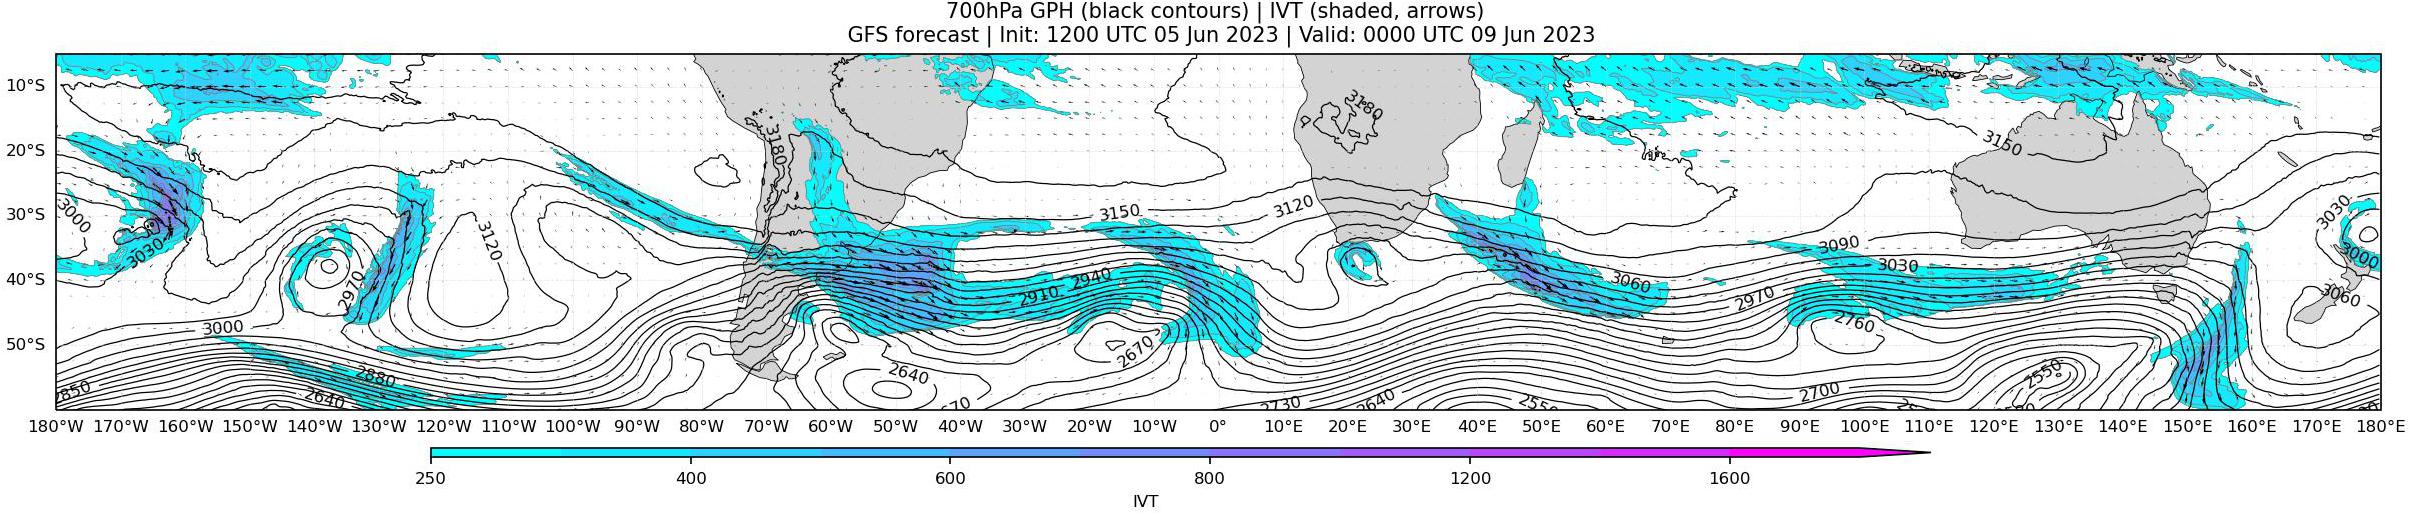 700hPa GPH (black contours) | IVT (shaded, arrows)
GFS forecast | Init: 1200 UTC 05 Jun 2023 | Valid: 0000 UTC 09 Jun 2023
10°S
20°S
30°S
40°S
50°S
3180
3180
3150
3150
3120
3120
3000
3030
3030
3000
3060
3090
3030
3060
2970
2970
2940
2910
3000
2760
2670
2640
2880
2640
2850
2550
2700
2730
2640
180°W 170°W 160°W 150°W 140°W 130°W 120°W 110°W 100°W 90°W 80°W 70°W 60°W 50°W 40°W 30°W 20°W 10°W 0° 10°E 20°E 30°E 40°E 50°E 60°E 70°E 80°E 90°E 100°E 110°E 120°E 130°E 140°E 150°E 160°E 170°E 180°E
250 400 600 800 1200 1600
IVT